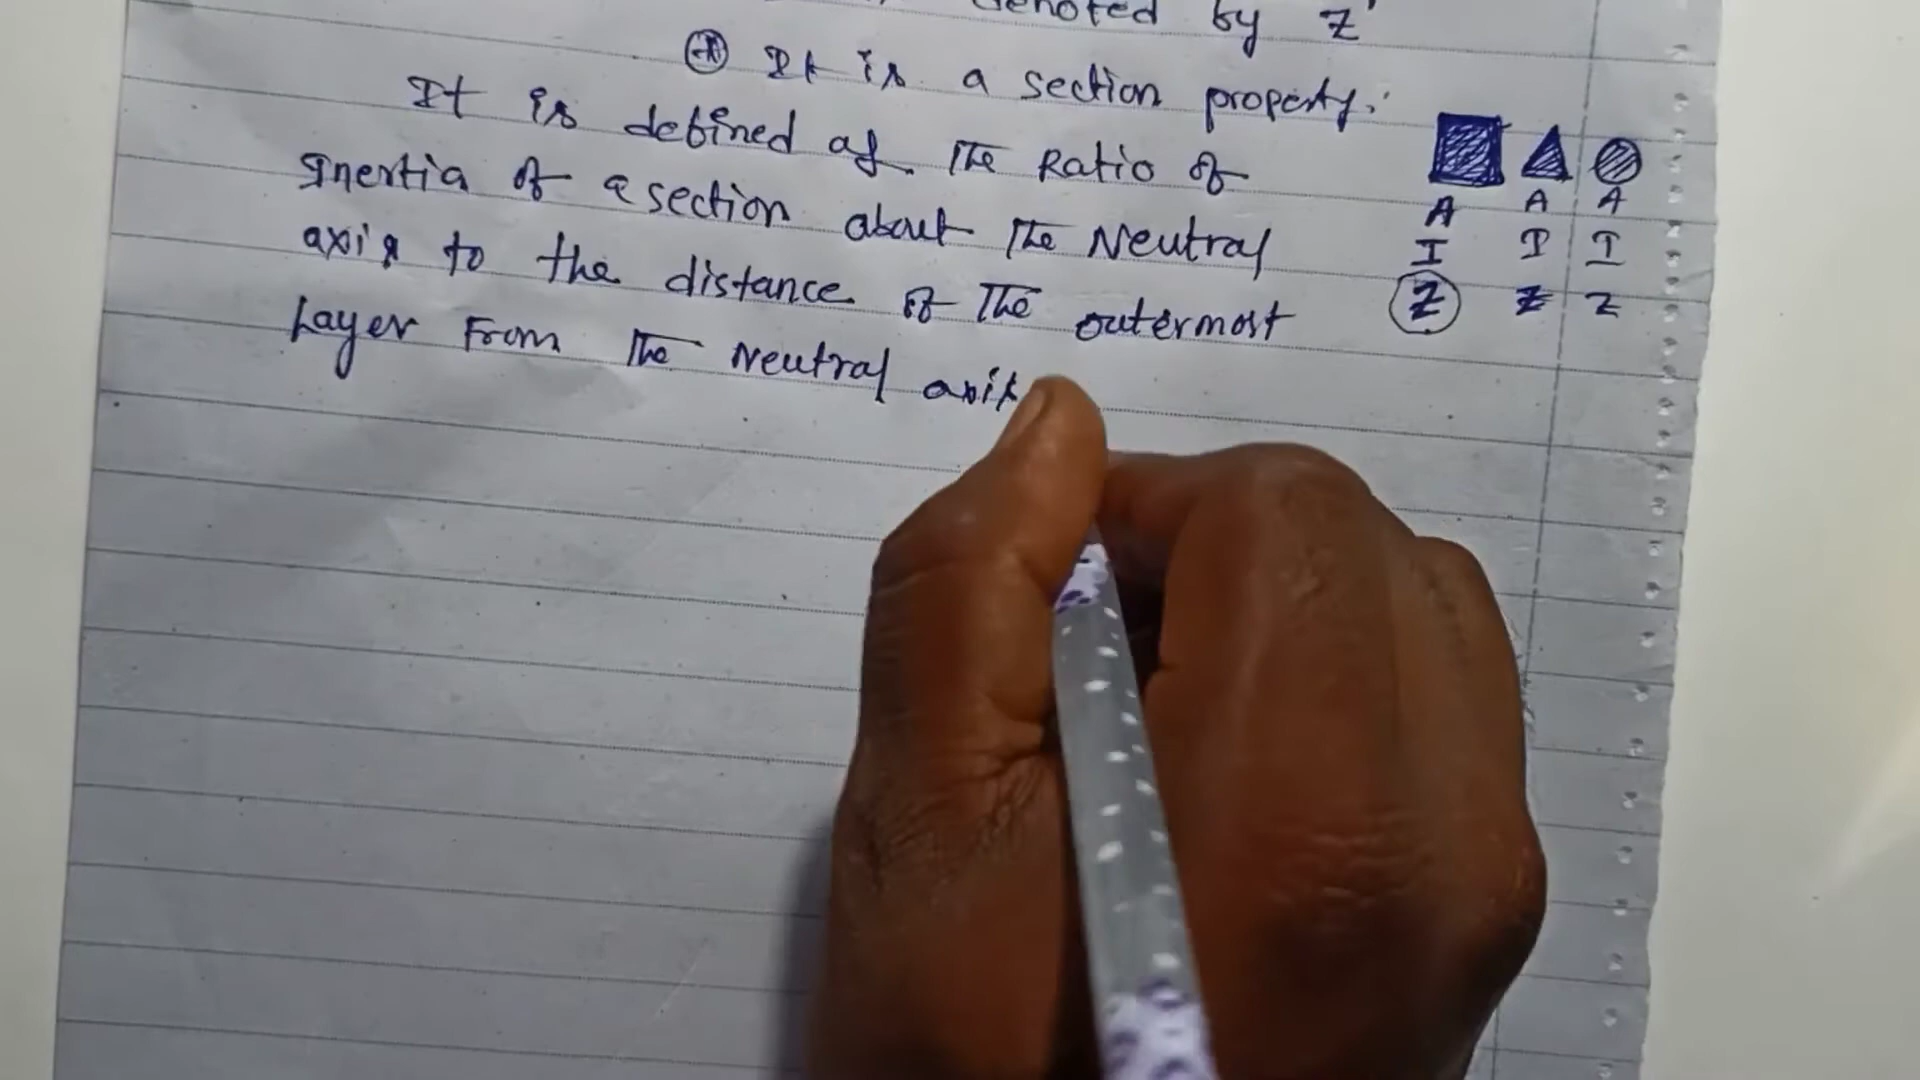 denoted by Z'
It is a section property.
It is defined as. The Ratio of
Inertia of a section about The Neutral
axis to the distance of The outermost
Layer From The Neutral axis
A A A
I I I
Z Z Z